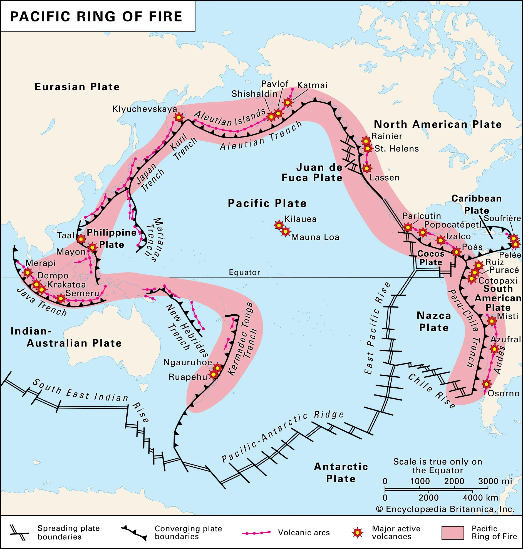 PACIFIC RING OF FIRE
Eurasian Plate
Klyuchevskaya
Pavlof
Shishaldin
Katmai
Aleutian Islands
Aleutian Trench
Kuril
Trench
Japan
Trench
North American Plate
Rainier
St. Helens
Lassen
Juan de
Fuca Plate
Pacific Plate
Kilauea
Mauna Loa
Caribbean
Plate
Soufrière
Pelée
Paricutín
Popocatépetl
Izalco
Poás
Cocos
Plate
Taal
Mayon
Philippine
Plate
Marianas
Trench
Merapi
Dempo
Krakatoa
Semeru
Java Trench
Equator
Ruiz
Puracé
Cotopaxi
South
American
Plate
Misti
Azufral
Andes
Osorno
Peru-Chile Trench
Nazca
Plate
Indian-
Australian Plate
New Hebrides
Trench
Kermadec Tonga
Trench
Ngauruhoe
Ruapehu
East Pacific Rise
Chile Rise
South East Indian Rise
Pacific-Antarctic Ridge
Antarctic
Plate
Scale is true only on
the Equator
0 1000 2000 3000 mi
0 2000 4000 km
© Encyclopædia Britannica, Inc.
Spreading plate
boundaries
Converging plate
boundaries
Volcanic arcs
Major active
volcanoes
Pacific
Ring of Fire